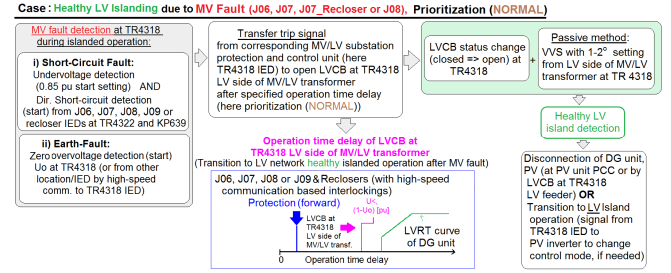 Case : Healthy LV Islanding due to MV Fault (J06, J07, J07_Recloser or J08), Prioritization (NORMAL)
MV fault detection at TR4318
during islanded operation:
i) Short-Circuit Fault:
Undervoltage detection
(0.85 pu start setting) AND
Dir. Short-circuit detection
(start) from J06, J07, J08, J09 or
recloser IEDs at TR4322 and KP639
ii) Earth-Fault:
Zero overvoltage detection (start)
Uo at TR4318 (or from other
location/IED by high-speed
comm. to TR4318 IED)
Transfer trip signal
from corresponding MV/LV substation
protection and control unit (here
TR4318 IED) to open LVCB at TR4318
LV side of MV/LV transformer
after specified operation time delay
(here prioritization (NORMAL))
LVCB status change
(closed => open) at
TR4318
+
Passive method:
VVS with 1-2° setting
from LV side of MV/LV
transformer at TR 4318
Healthy LV
island detection
Disconnection of DG unit,
PV (at PV unit PCC or by
LVCB at TR4318
LV feeder) OR
Transition to LV Island
operation (signal from
TR4318 IED to
PV inverter to change
control mode, if needed)
Operation time delay of LVCB at
TR4318 LV side of MV/LV transformer
(Transition to LV network healthy islanded operation after MV fault)
J06, J07, J08 or J09 & Reclosers (with high-speed
communication based interlockings)
Protection (forward)
U<,
(1-Uo) [pu]
LVCB at
TR4318
LV side of
MV/LV transf.
LVRT curve
of DG unit
0
Operation time delay